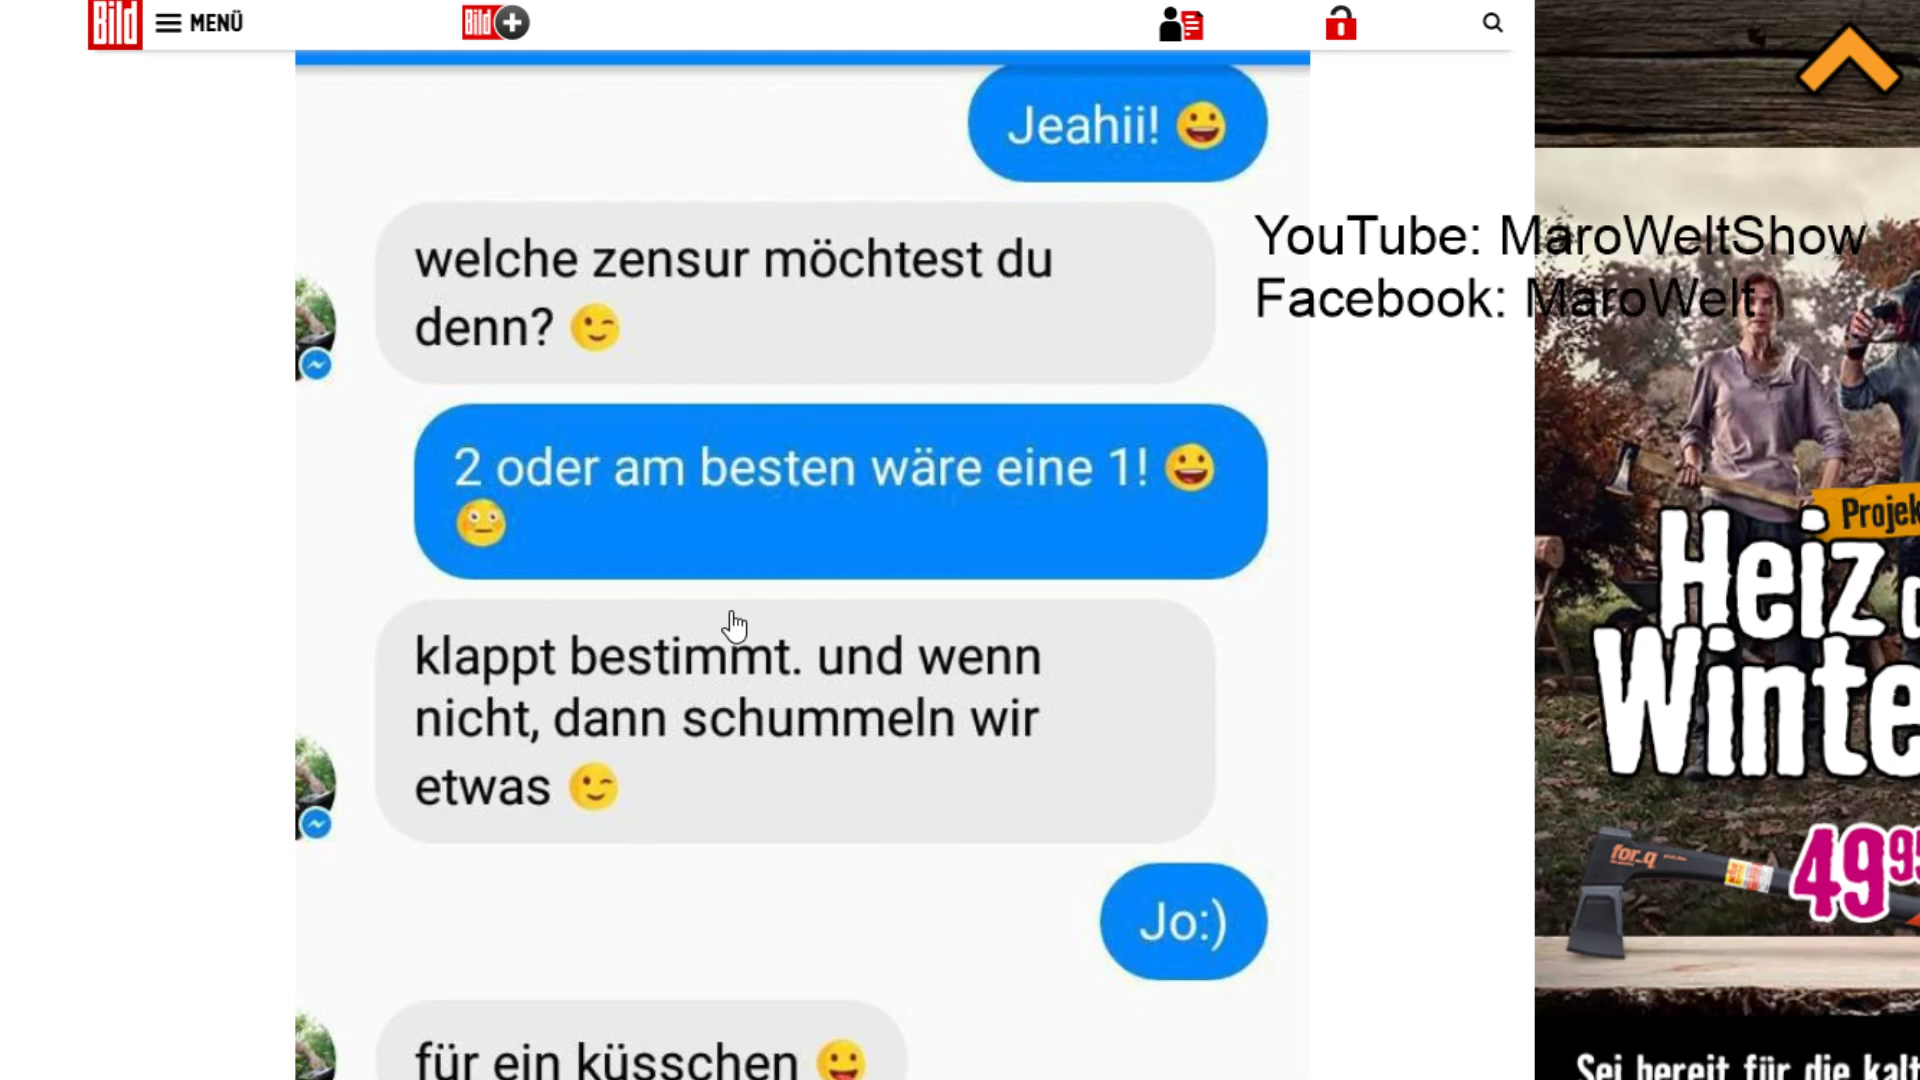 Bild MENÜ Bild+
Jeahii! 😀
welche zensur möchtest du
denn? 😉
YouTube: MaroWeltShow
Facebook: MaroWelt
2 oder am besten wäre eine 1! 😀
😳
klappt bestimmt. und wenn
nicht, dann schummeln wir
etwas 😉
Jo:)
für ein küsschen 😀
Heiz
Winte
for_q
49 95
Sei bereit für die kalt